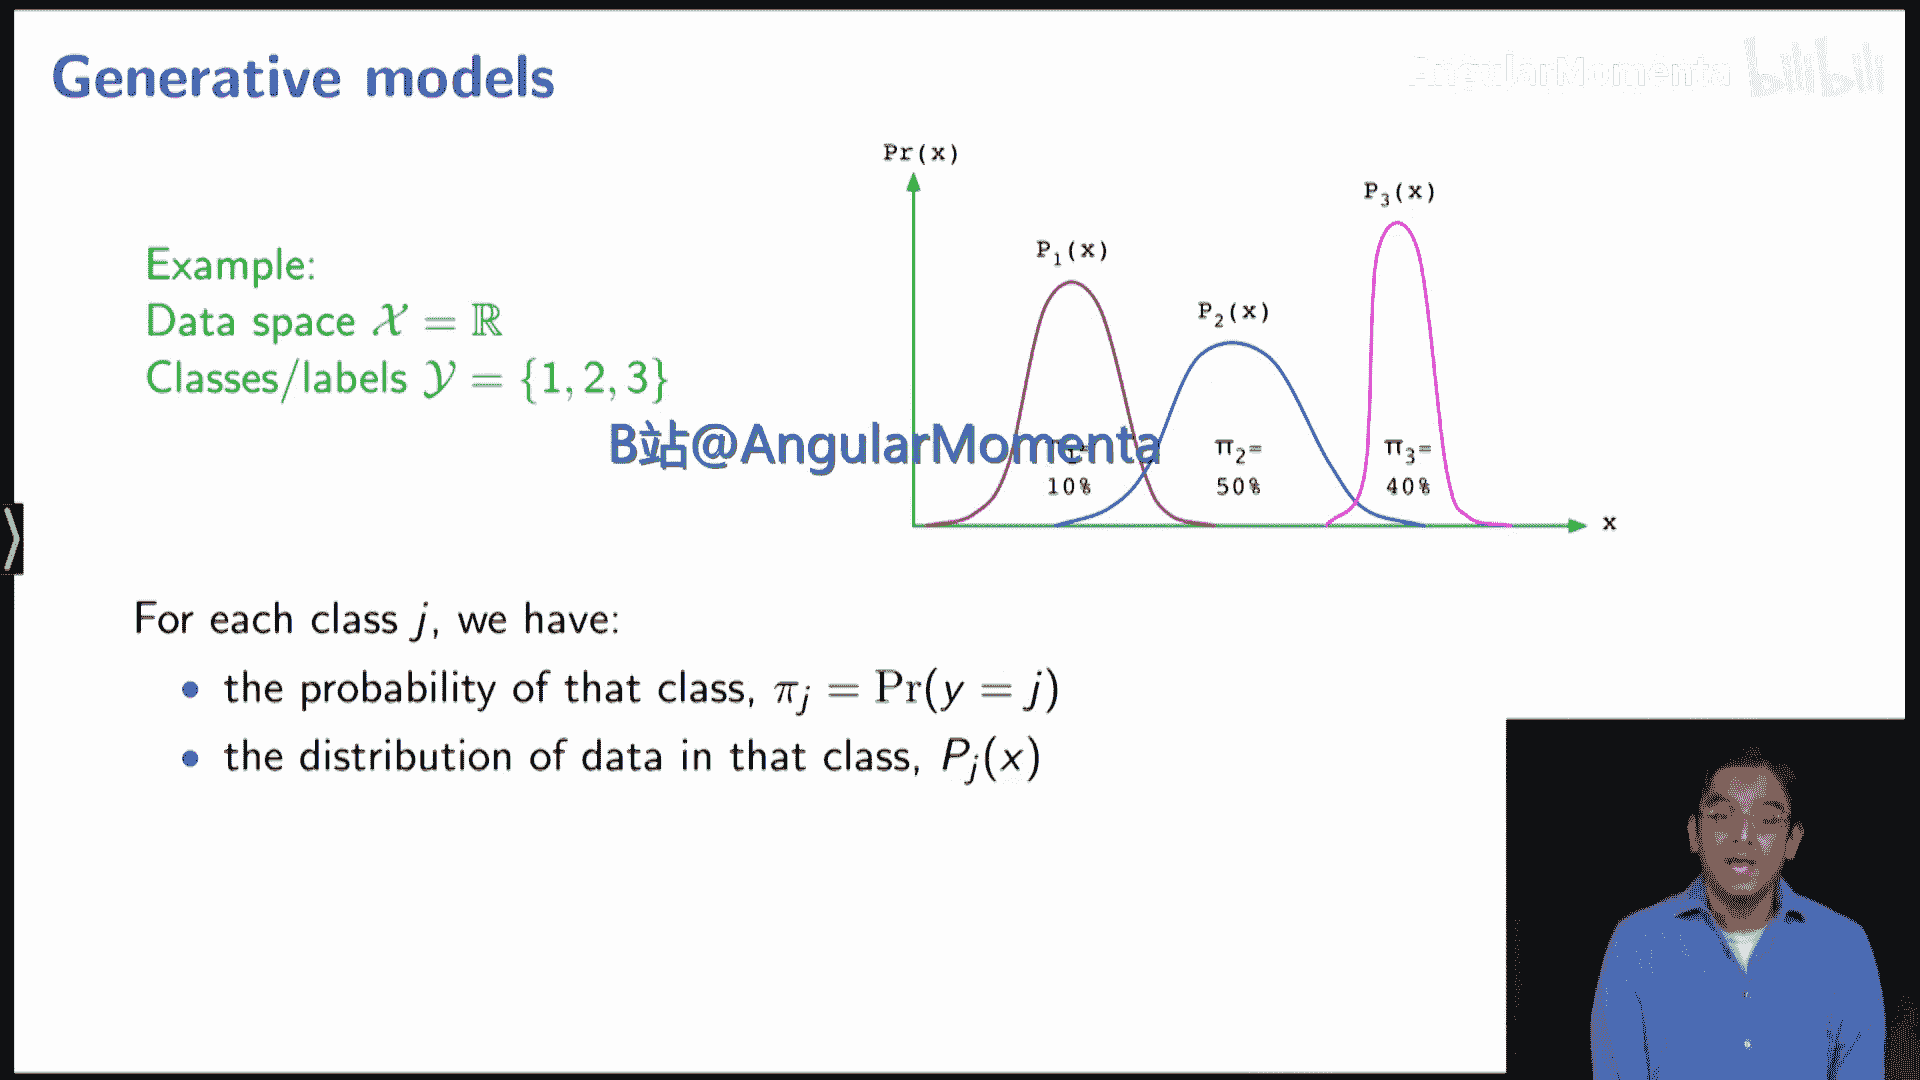 Generative models
AngularMomenta bilibili
Pr(x)
P₃(x)
P₁(x)
P₂(x)
Example:
Data space 𝒳 = ℝ
Classes/labels 𝒴 = {1, 2, 3}
B站@AngularMomenta
π₂=
π₃=
10%
50%
40%
x
For each class j, we have:
• the probability of that class, πⱼ = Pr(y = j)
• the distribution of data in that class, Pⱼ(x)